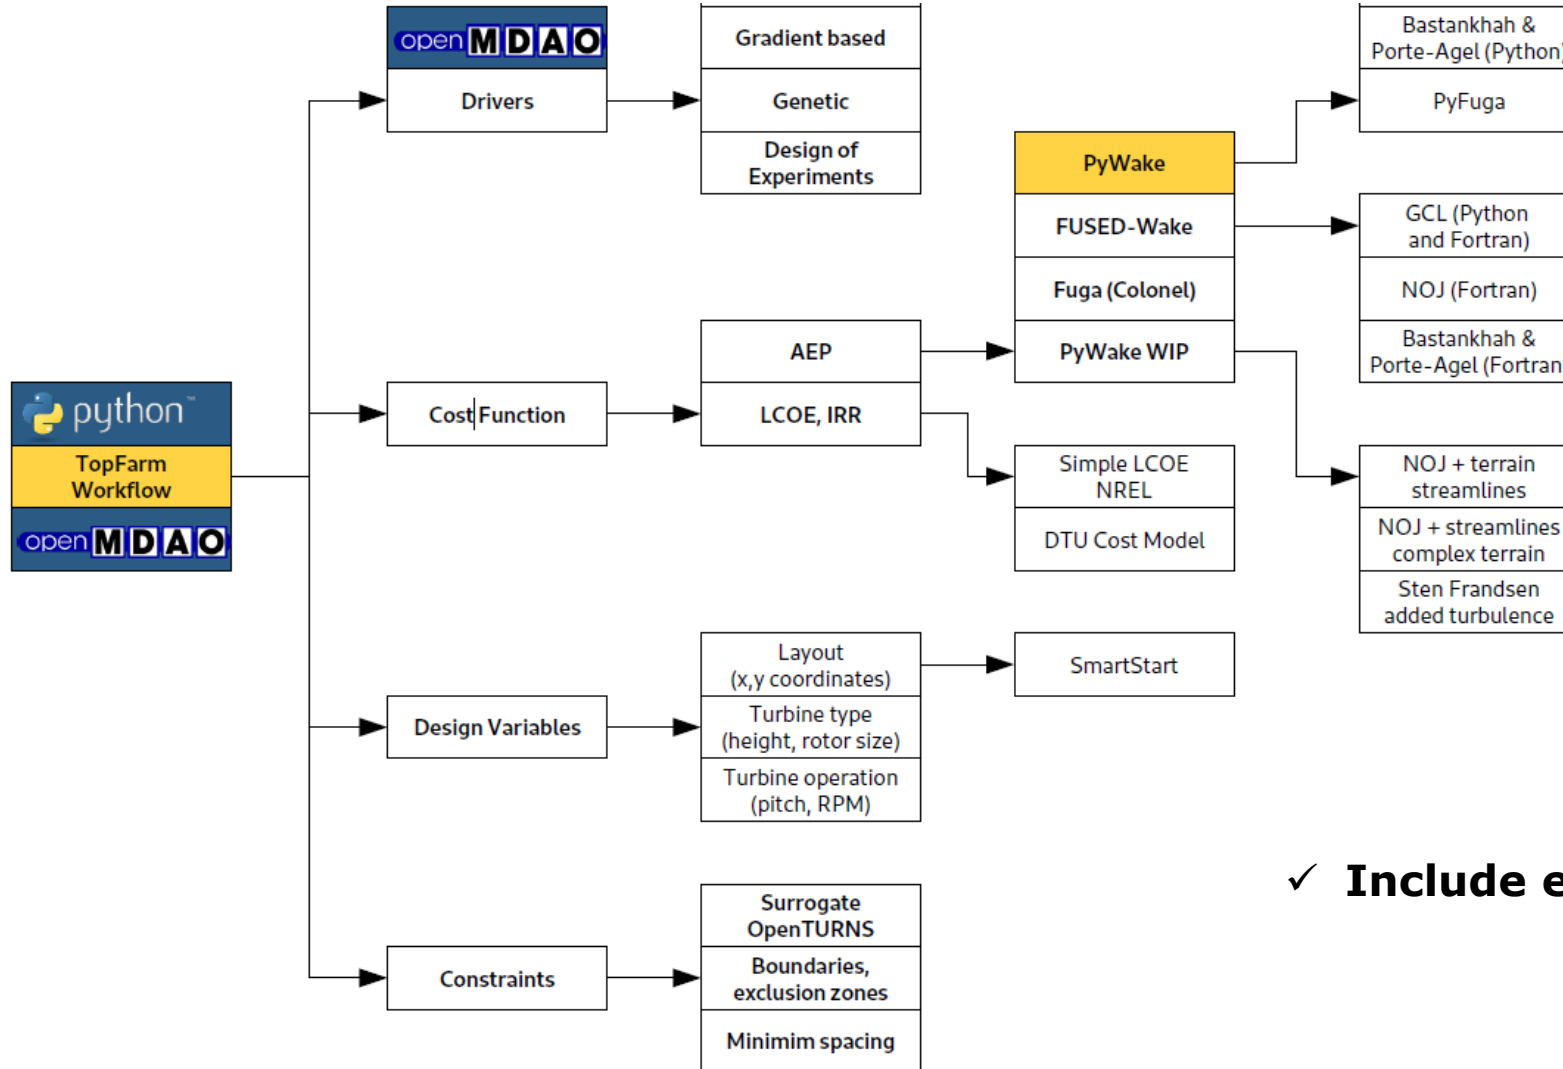 python™
TopFarm
Workflow
open MDAO
open MDAO
Drivers
Gradient based
Genetic
Design of
Experiments
Cost Function
AEP
LCOE, IRR
PyWake
FUSED-Wake
Fuga (Colonel)
PyWake WIP
Bastankhah &
Porte-Agel (Python)
PyFuga
GCL (Python
and Fortran)
NOJ (Fortran)
Bastankhah &
Porte-Agel (Fortran
NOJ + terrain
streamlines
NOJ + streamlines
complex terrain
Sten Frandsen
added turbulence
Simple LCOE
NREL
DTU Cost Model
Design Variables
Layout
(x,y coordinates)
Turbine type
(height, rotor size)
Turbine operation
(pitch, RPM)
SmartStart
Constraints
Surrogate
OpenTURNS
Boundaries,
exclusion zones
Minimim spacing
✓ Include e